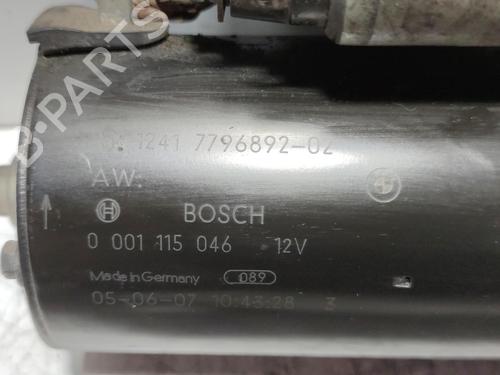 1241 7796892-02
AW:
BOSCH
0 001 115 046 12V
Made in Germany 089
05-06-07 10:43:28 3
B-PARTS